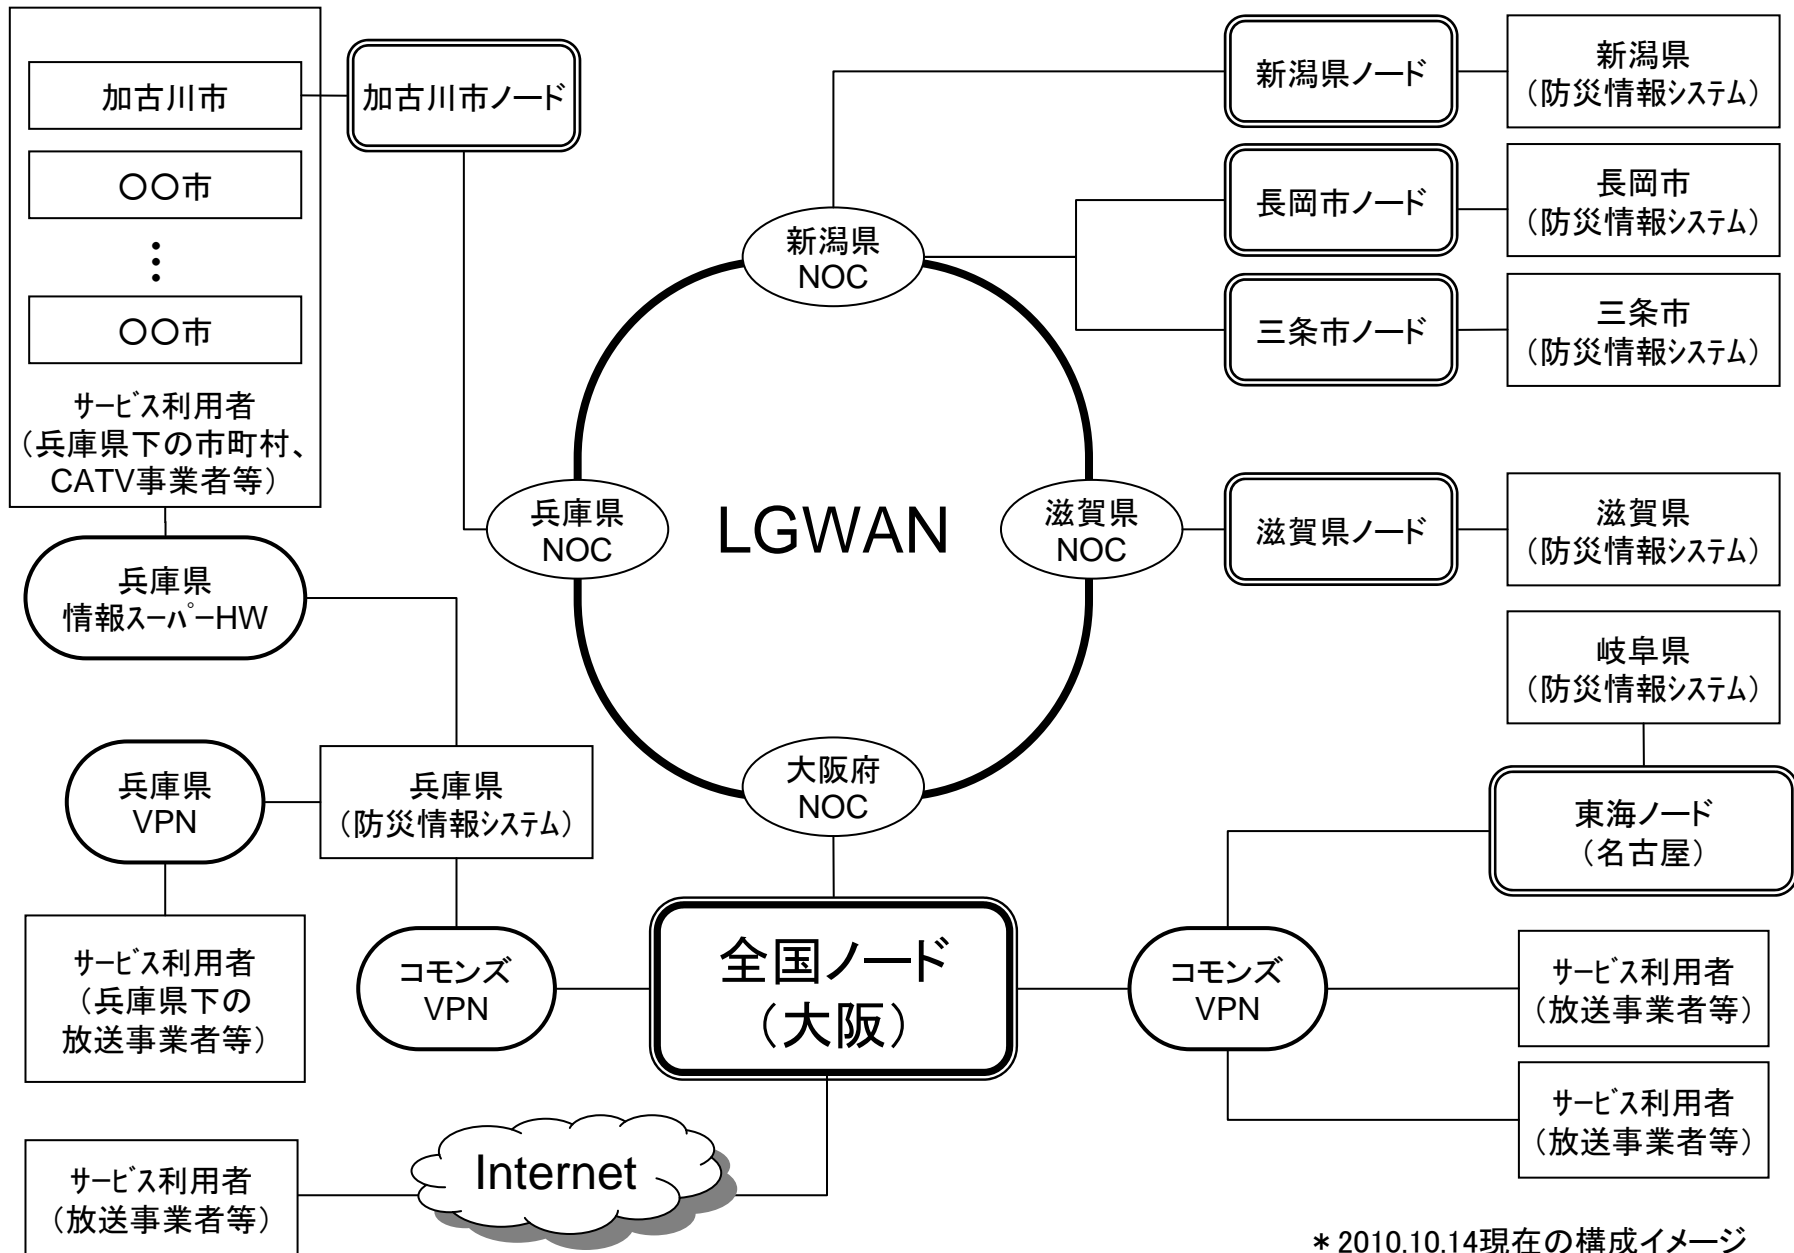 加古川市
〇〇市
⋮
〇〇市
サービス利用者
（兵庫県下の市町村、
CATV事業者等）
加古川市ノード
新潟県ノード
新潟県
（防災情報システム）
長岡市ノード
長岡市
（防災情報システム）
三条市ノード
三条市
（防災情報システム）
新潟県
NOC
兵庫県
NOC
LGWAN
滋賀県
NOC
滋賀県ノード
滋賀県
（防災情報システム）
兵庫県
情報スーパーHW
岐阜県
（防災情報システム）
兵庫県
VPN
兵庫県
（防災情報システム）
大阪府
NOC
東海ノード
（名古屋）
サービス利用者
（兵庫県下の
放送事業者等）
コモンズ
VPN
全国ノード
（大阪）
コモンズ
VPN
サービス利用者
（放送事業者等）
サービス利用者
（放送事業者等）
サービス利用者
（放送事業者等）
Internet
＊2010.10.14現在の構成イメージ